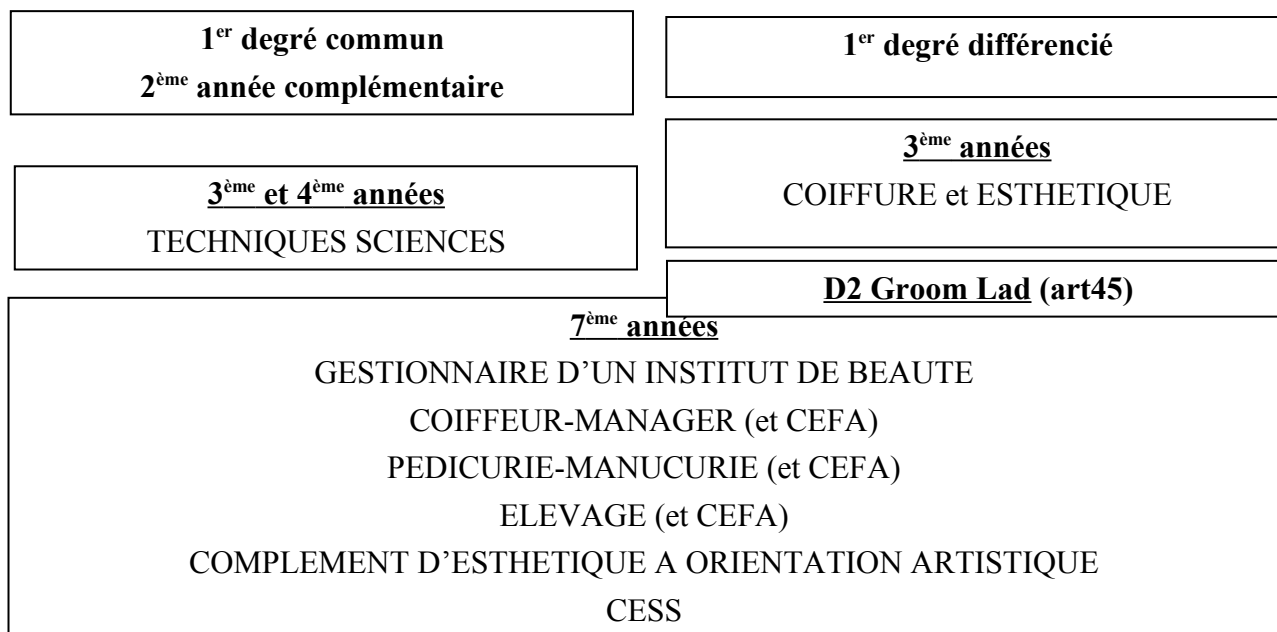 1er degré commun
2ème année complémentaire
1er degré différencié
3ème et 4ème années
TECHNIQUES SCIENCES
3ème années
COIFFURE et ESTHETIQUE
D2 Groom Lad (art45)
7ème années
GESTIONNAIRE D’UN INSTITUT DE BEAUTE
COIFFEUR-MANAGER (et CEFA)
PEDICURIE-MANUCURIE (et CEFA)
ELEVAGE (et CEFA)
COMPLEMENT D’ESTHETIQUE A ORIENTATION ARTISTIQUE
CESS